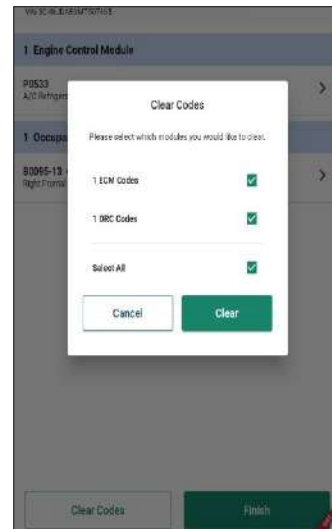 1 Engine Control Module
P0533
A/C Refriger
Clear Codes
Please select which modules you would like to clear.
1 Occupa
B0095-13
Right Frontal
1 ECM Codes
1 ORC Codes
Select All
Cancel
Clear
Clear Codes
Finish